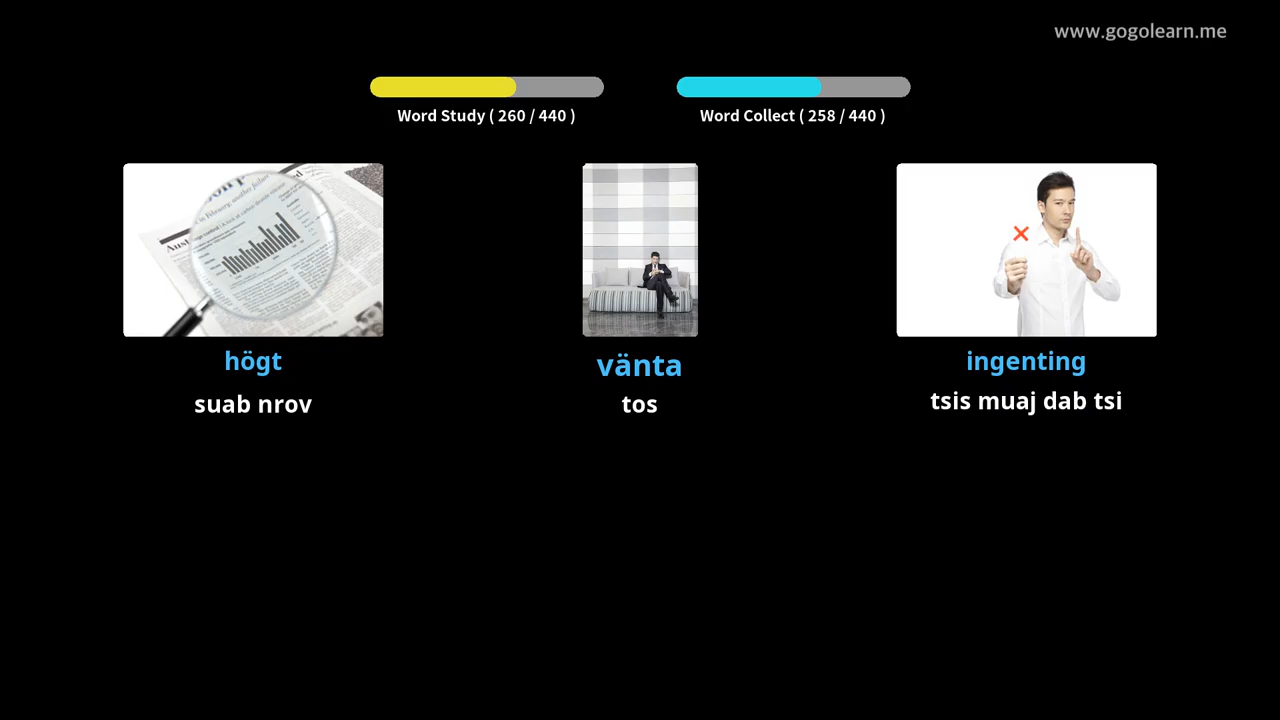 www.gogolearn.me
Word Study ( 260 / 440 )
Word Collect ( 258 / 440 )
högt
vänta
ingenting
suab nrov
tos
tsis muaj dab tsi